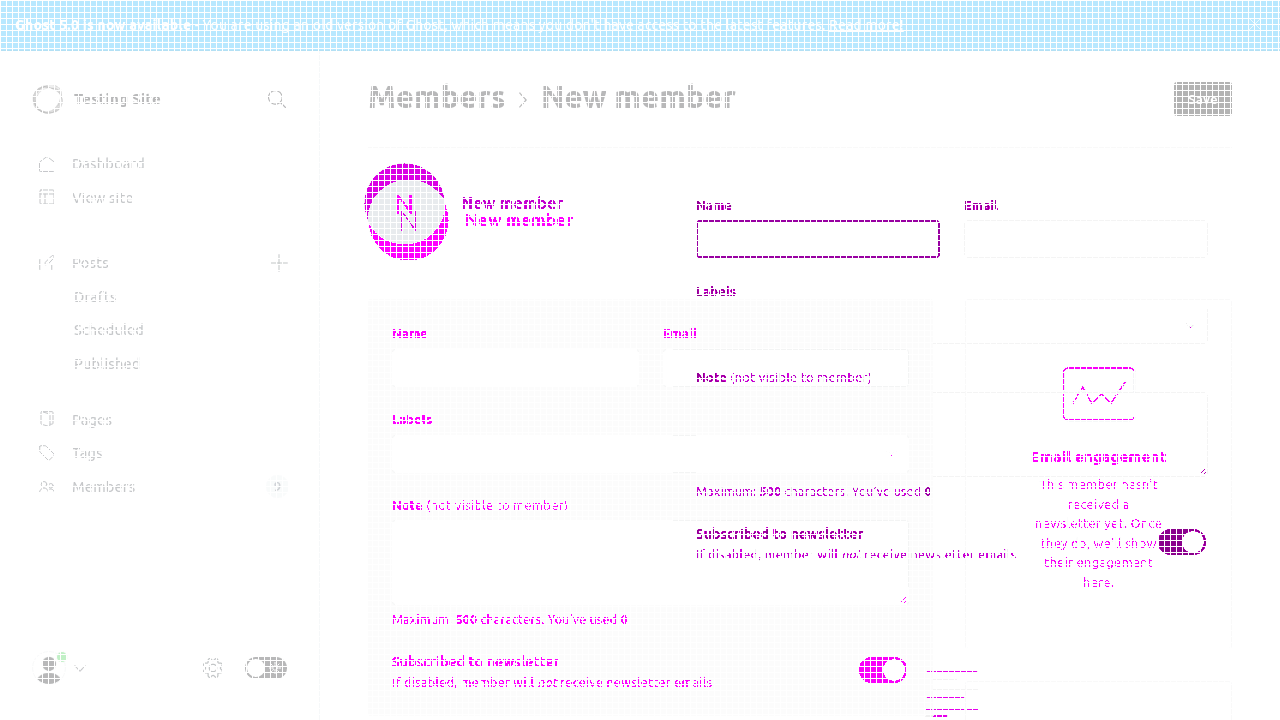 Ghost 5.0 is now available - You are using an old version of Ghost, which means you don't have access to the latest features. Read more!
Testing Site
Members › New member
Save
Dashboard
View site
New member
New member
Name
Email
Posts
Drafts
Labels
Scheduled
Name
Email
Published
Note (not visible to member)
Pages
Labels
Tags
Email engagement
Members
Maximum: 500 characters. You've used 0
This member hasn't
received a
newsletter yet. Once
they do, we'll show
their engagement
here.
Note (not visible to member)
Subscribed to newsletter
If disabled, member will not receive newsletter emails
Maximum: 500 characters. You've used 0
Subscribed to newsletter
If disabled, member will not receive newsletter emails